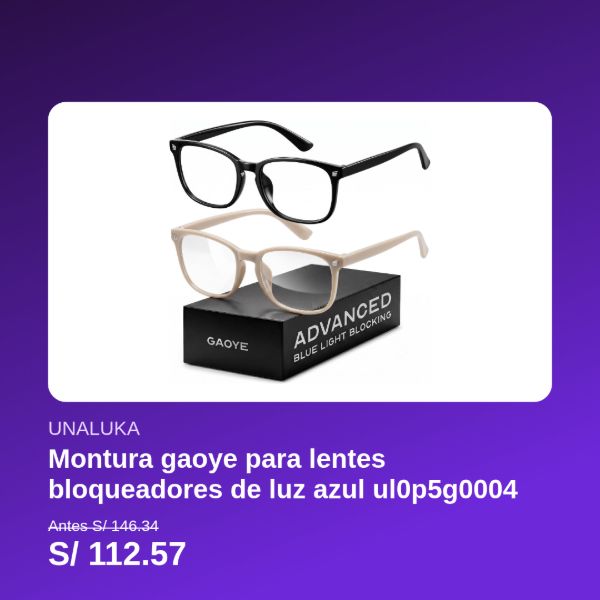 GAOYE
ADVANCED
BLUE LIGHT BLOCKING
UNALUKA
Montura gaoye para lentes
bloqueadores de luz azul ul0p5g0004
Antes S/ 146.34
S/ 112.57